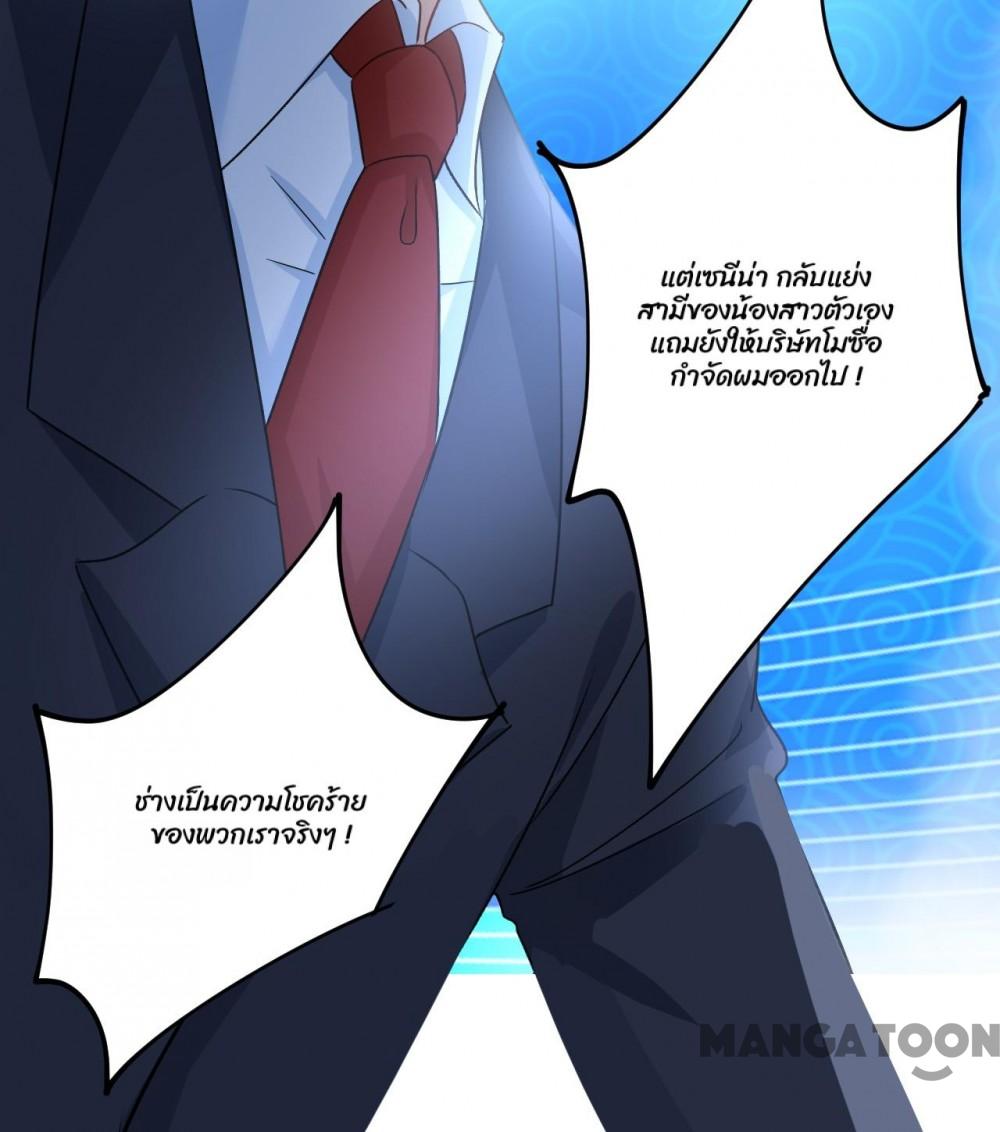 แต่เซนีน่า กลับแย่ง
สามีของน้องสาวตัวเอง
แถมยังให้บริษัทโมซื่อ
กำจัดผมออกไป !
ช่างเป็นความโชคร้าย
ของพวกเราจริงๆ !
MANGATOON